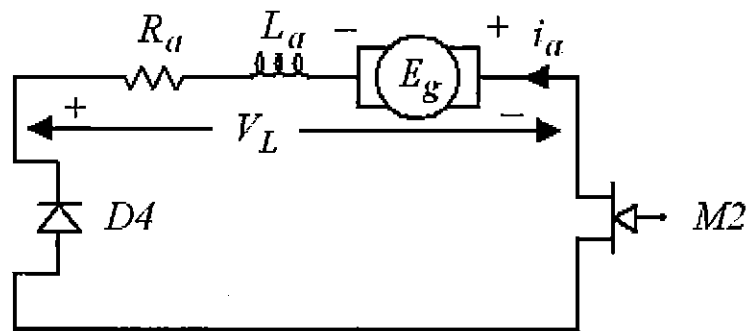 R_a L_a − + i_a
E_g
+ V_L −
D4 M2